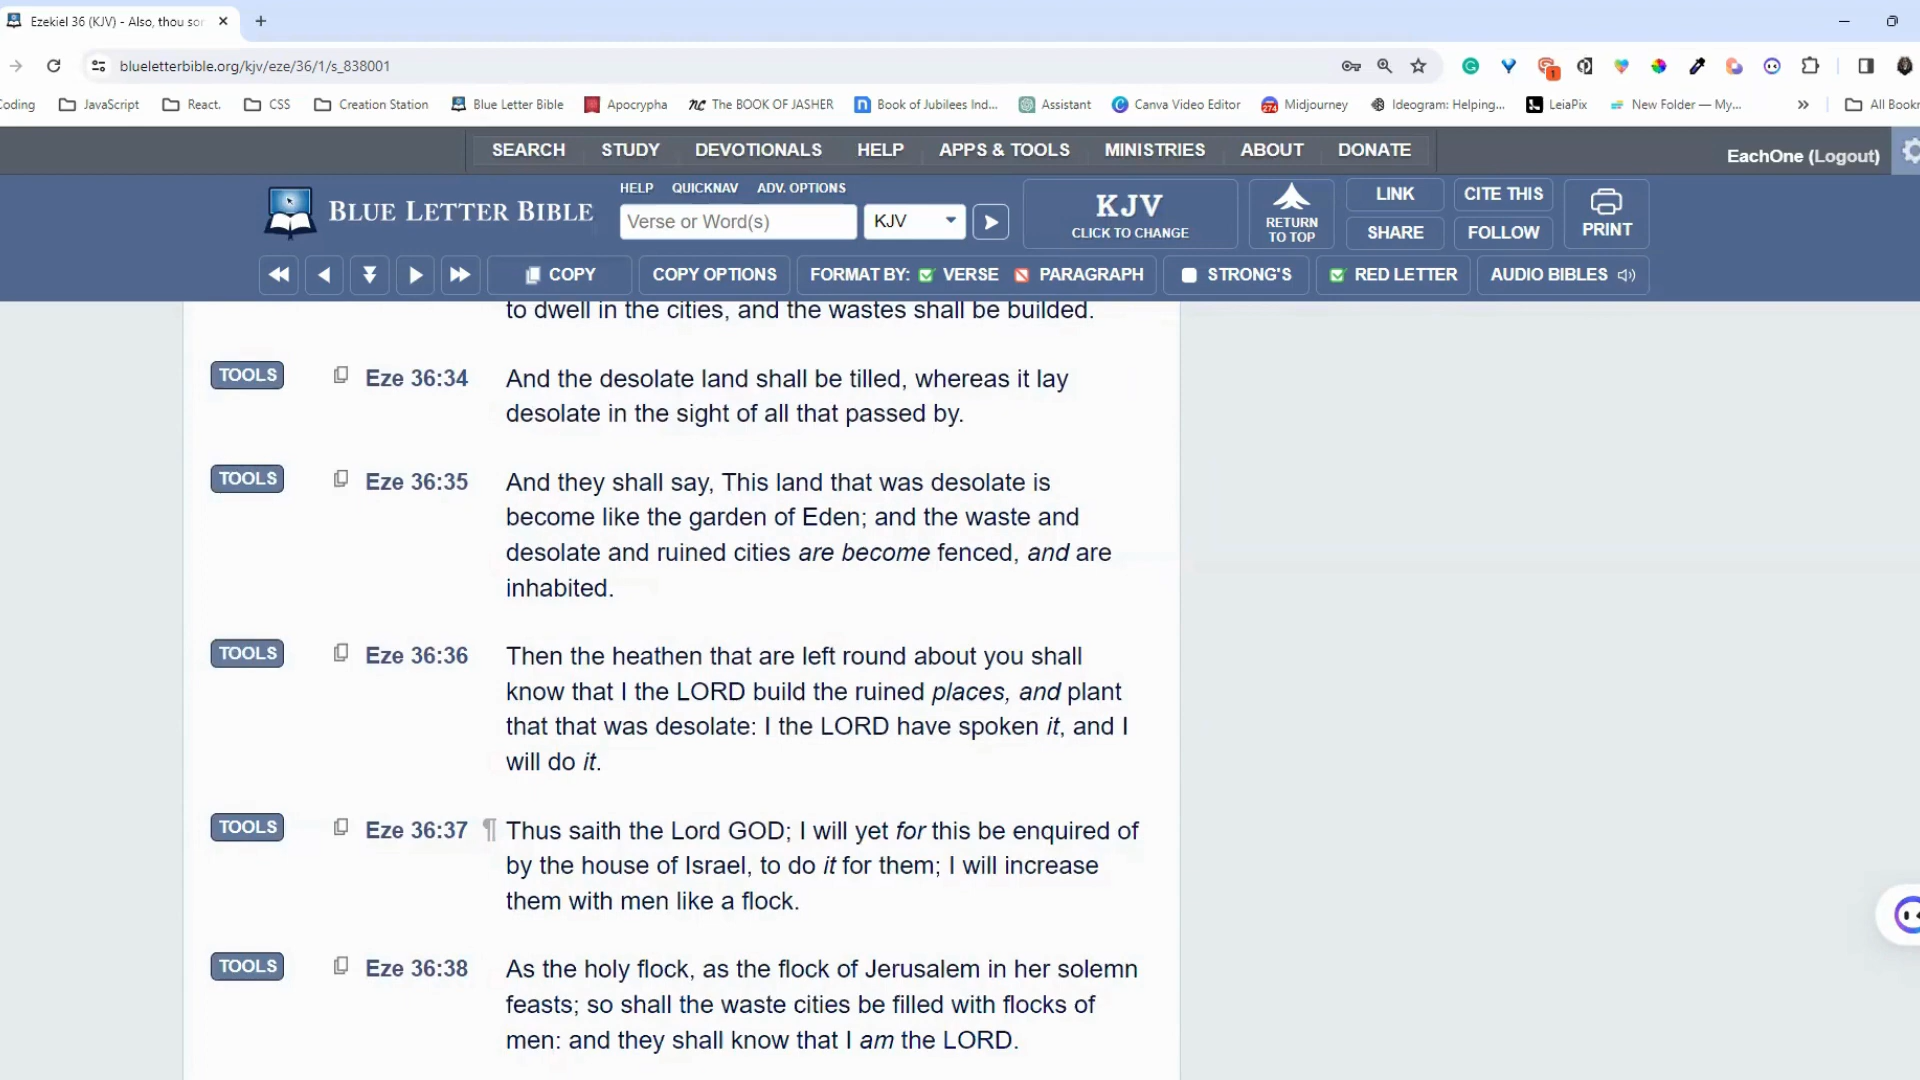 Ezekiel 36 (KJV) - Also, thou sor
blueletterbible.org/kjv/eze/36/1/s_838001
1
oding JavaScript React. CSS Creation Station Blue Letter Bible Apocrypha The BOOK OF JASHER Book of Jubilees Ind... Assistant Canva Video Editor 274 Midjourney Ideogram: Helping... LeiaPix New Folder — My... » All Bookr
SEARCH STUDY DEVOTIONALS HELP APPS & TOOLS MINISTRIES ABOUT DONATE
EachOne (Logout)
BLUE LETTER BIBLE
HELP QUICKNAV ADV. OPTIONS
Verse or Word(s) KJV
KJV
CLICK TO CHANGE
RETURN
TO TOP
LINK CITE THIS
SHARE FOLLOW
PRINT
COPY COPY OPTIONS FORMAT BY: VERSE PARAGRAPH STRONG'S RED LETTER AUDIO BIBLES
to dwell in the cities, and the wastes shall be builded.
TOOLS Eze 36:34 And the desolate land shall be tilled, whereas it lay
desolate in the sight of all that passed by.
TOOLS Eze 36:35 And they shall say, This land that was desolate is
become like the garden of Eden; and the waste and
desolate and ruined cities are become fenced, and are
inhabited.
TOOLS Eze 36:36 Then the heathen that are left round about you shall
know that I the LORD build the ruined places, and plant
that that was desolate: I the LORD have spoken it, and I
will do it.
TOOLS Eze 36:37 ¶ Thus saith the Lord GOD; I will yet for this be enquired of
by the house of Israel, to do it for them; I will increase
them with men like a flock.
TOOLS Eze 36:38 As the holy flock, as the flock of Jerusalem in her solemn
feasts; so shall the waste cities be filled with flocks of
men: and they shall know that I am the LORD.